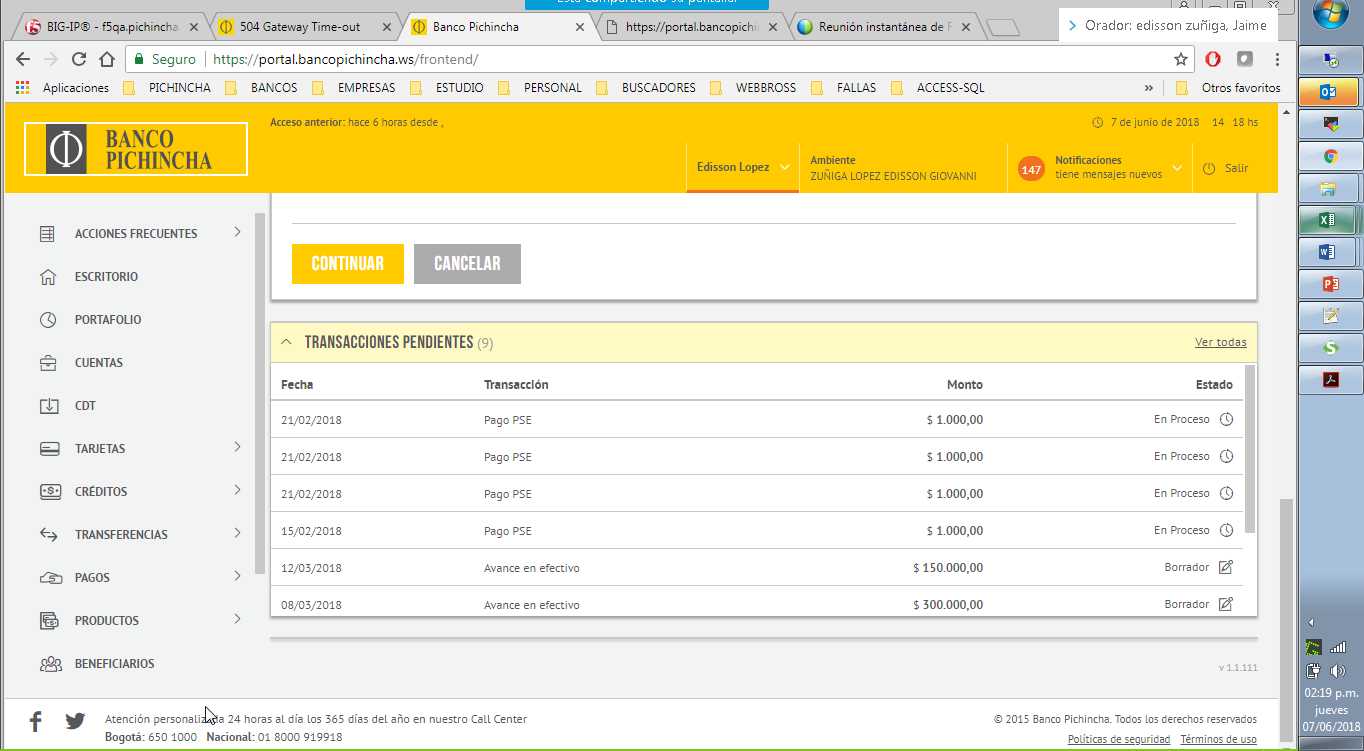 BIG-IP® - f5qa.pichincha.
504 Gateway Time-out
Banco Pichincha
https://portal.bancopichin
Reunión instantánea de
Orador: edisson zuñiga, Jaime
Seguro
https://portal.bancopichincha.ws/frontend/
Aplicaciones
PICHINCHA
BANCOS
EMPRESAS
ESTUDIO
PERSONAL
BUSCADORES
WEBBROSS
FALLAS
ACCESS-SQL
»
Otros favoritos
BANCO
PICHINCHA
Acceso anterior: hace 6 horas desde ,
7 de junio de 2018 14 18 hs
Edisson Lopez
Ambiente
ZUÑIGA LOPEZ EDISSON GIOVANNI
147
Notificaciones
tiene mensajes nuevos
Salir
ACCIONES FRECUENTES
ESCRITORIO
PORTAFOLIO
CUENTAS
CDT
TARJETAS
CRÉDITOS
TRANSFERENCIAS
PAGOS
PRODUCTOS
BENEFICIARIOS
CONTINUAR
CANCELAR
TRANSACCIONES PENDIENTES (9)
Ver todas
Fecha Transacción Monto Estado
21/02/2018 Pago PSE $ 1.000,00 En Proceso
21/02/2018 Pago PSE $ 1.000,00 En Proceso
21/02/2018 Pago PSE $ 1.000,00 En Proceso
15/02/2018 Pago PSE $ 1.000,00 En Proceso
12/03/2018 Avance en efectivo $ 150.000,00 Borrador
08/03/2018 Avance en efectivo $ 300.000,00 Borrador
v 1.1.111
Atención personalizada 24 horas al día los 365 días del año en nuestro Call Center
Bogotá: 650 1000 Nacional: 01 8000 919918
© 2015 Banco Pichincha. Todos los derechos reservados
Políticas de seguridad Términos de uso
02:19 p.m.
jueves
07/06/2018